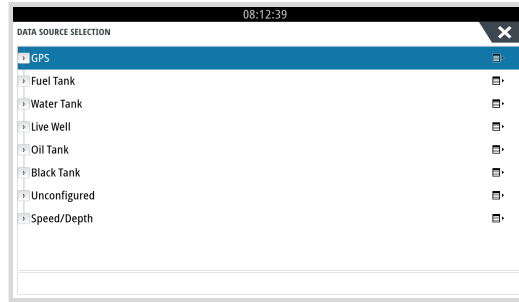 08:12:39
DATA SOURCE SELECTION
GPS
Fuel Tank
Water Tank
Live Well
Oil Tank
Black Tank
Unconfigured
Speed/Depth